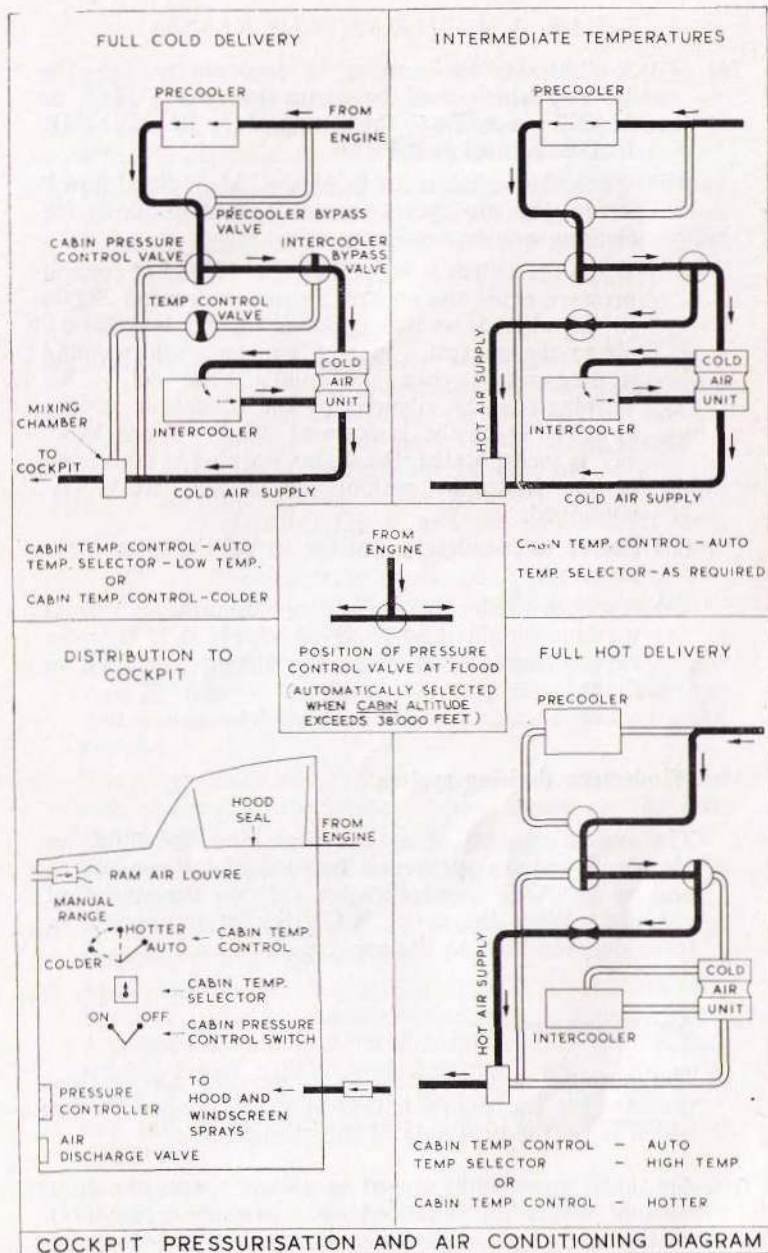 FULL COLD DELIVERY
PRECOOLER
FROM
ENGINE
PRECOOLER BYPASS
VALVE
CABIN PRESSURE
CONTROL VALVE
INTERCOOLER
BYPASS
VALVE
TEMP CONTROL
VALVE
COLD
AIR
UNIT
MIXING
CHAMBER
INTERCOOLER
TO
COCKPIT
COLD AIR SUPPLY
CABIN TEMP. CONTROL – AUTO
TEMP. SELECTOR – LOW TEMP.
OR
CABIN TEMP. CONTROL – COLDER
INTERMEDIATE TEMPERATURES
PRECOOLER
HOT AIR SUPPLY
COLD
AIR
UNIT
INTERCOOLER
COLD AIR SUPPLY
CABIN TEMP. CONTROL – AUTO
TEMP. SELECTOR – AS REQUIRED
FROM
ENGINE
POSITION OF PRESSURE
CONTROL VALVE AT FLOOD
(AUTOMATICALLY SELECTED
WHEN CABIN ALTITUDE
EXCEEDS 38,000 FEET)
DISTRIBUTION TO
COCKPIT
HOOD
SEAL
FROM
ENGINE
RAM AIR LOUVRE
MANUAL
RANGE
HOTTER
AUTO
COLDER
CABIN TEMP.
CONTROL
CABIN TEMP.
SELECTOR
ON OFF
CABIN PRESSURE
CONTROL SWITCH
PRESSURE
CONTROLLER
TO
HOOD AND
WINDSCREEN
SPRAYS
AIR
DISCHARGE VALVE
FULL HOT DELIVERY
PRECOOLER
HOT AIR SUPPLY
COLD
AIR
UNIT
INTERCOOLER
CABIN TEMP. CONTROL – AUTO
TEMP SELECTOR – HIGH TEMP.
OR
CABIN TEMP. CONTROL – HOTTER
COCKPIT PRESSURISATION AND AIR CONDITIONING DIAGRAM